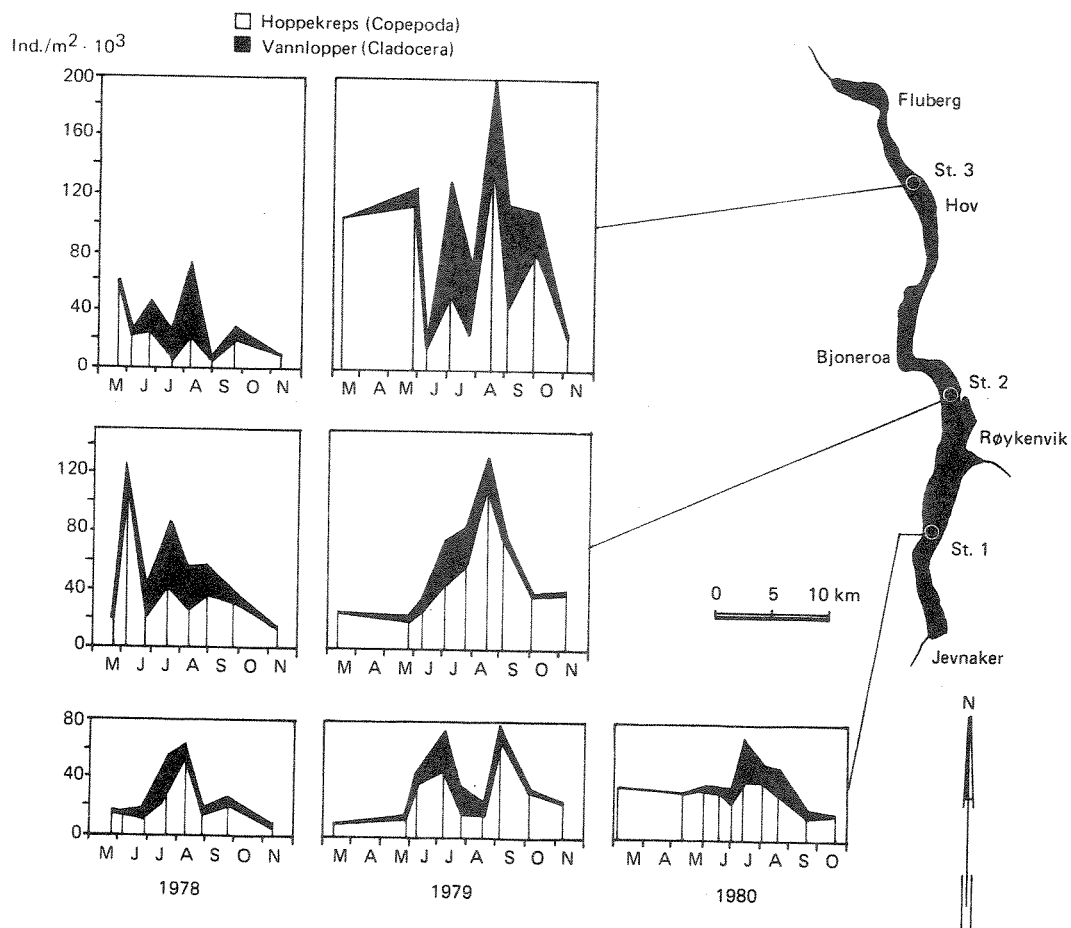 Hoppekreps (Copepoda)
Vannlopper (Cladocera)
Ind./m² · 10³
200
160
120
80
40
0
M J J A S O N
M A M J J A S O N
120
80
40
0
M J J A S O N
M A M J J A S O N
80
40
0
M J J A S O N
M A M J J A S O N
M A M J J A S O
1978
1979
1980
Fluberg
St. 3
Hov
Bjoneroa
St. 2
Røykenvik
St. 1
0 5 10 km
Jevnaker
N